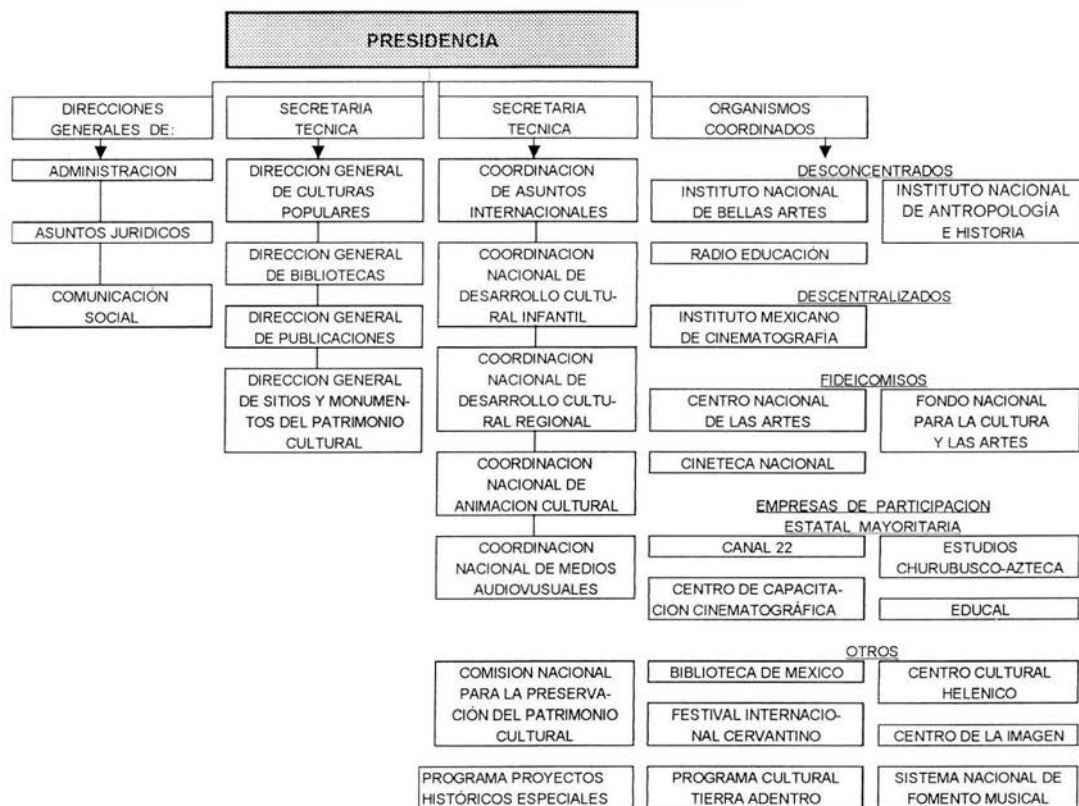 PRESIDENCIA
DIRECCIONES
GENERALES DE:
ADMINISTRACION
ASUNTOS JURIDICOS
COMUNICACIÓN
SOCIAL
SECRETARIA
TECNICA
DIRECCION GENERAL
DE CULTURAS
POPULARES
DIRECCION GENERAL
DE BIBLIOTECAS
DIRECCION GENERAL
DE PUBLICACIONES
DIRECCION GENERAL
DE SITIOS Y MONUMEN-
TOS DEL PATRIMONIO
CULTURAL
SECRETARIA
TECNICA
COORDINACION
DE ASUNTOS
INTERNACIONALES
COORDINACION
NACIONAL DE
DESARROLLO CULTU-
RAL INFANTIL
COORDINACION
NACIONAL DE
DESARROLLO CULTU-
RAL REGIONAL
COORDINACION
NACIONAL DE
ANIMACION CULTURAL
COORDINACION
NACIONAL DE MEDIOS
AUDIOVUSUALES
ORGANISMOS
COORDINADOS
DESCONCENTRADOS
INSTITUTO NACIONAL
DE BELLAS ARTES
INSTITUTO NACIONAL
DE ANTROPOLOGÍA
E HISTORIA
RADIO EDUCACIÓN
DESCENTRALIZADOS
INSTITUTO MEXICANO
DE CINEMATOGRAFÍA
FIDEICOMISOS
CENTRO NACIONAL
DE LAS ARTES
FONDO NACIONAL
PARA LA CULTURA
Y LAS ARTES
CINETECA NACIONAL
EMPRESAS DE PARTICIPACION
ESTATAL MAYORITARIA
CANAL 22
ESTUDIOS
CHURUBUSCO-AZTECA
CENTRO DE CAPACITA-
CION CINEMATOGRÁFICA
EDUCAL
OTROS
COMISION NACIONAL
PARA LA PRESERVA-
CIÓN DEL PATRIMONIO
CULTURAL
BIBLIOTECA DE MEXICO
CENTRO CULTURAL
HELENICO
FESTIVAL INTERNACIO-
NAL CERVANTINO
CENTRO DE LA IMAGEN
PROGRAMA PROYECTOS
HISTÓRICOS ESPECIALES
PROGRAMA CULTURAL
TIERRA ADENTRO
SISTEMA NACIONAL DE
FOMENTO MUSICAL